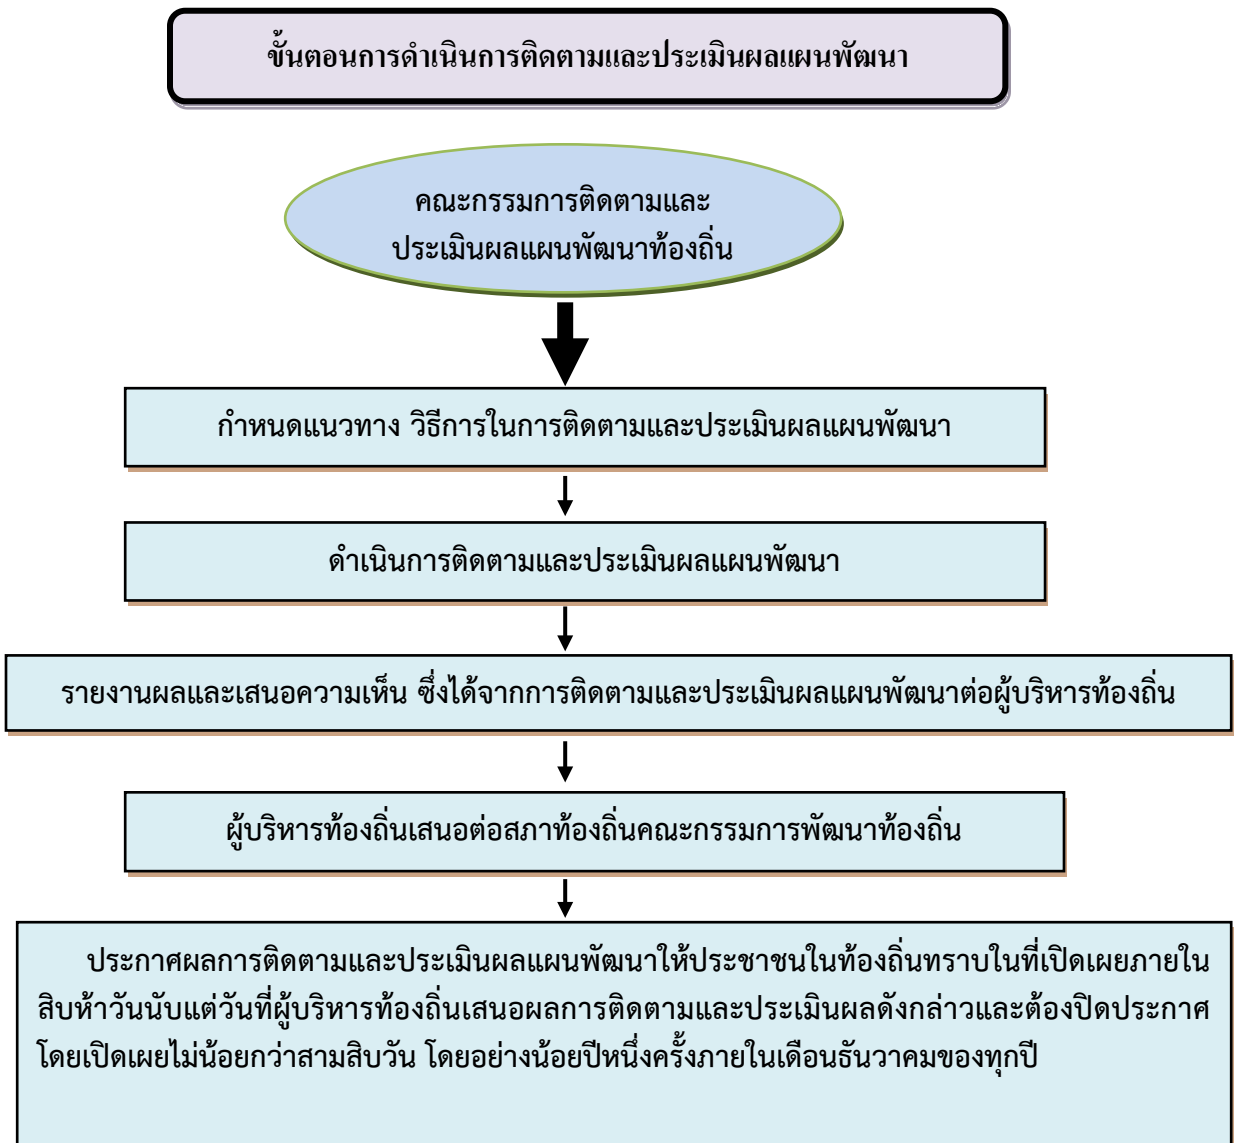 ขั้นตอนการดำเนินการติดตามและประเมินผลแผนพัฒนา
คณะกรรมการติดตามและ
ประเมินผลแผนพัฒนาท้องถิ่น
กำหนดแนวทาง วิธีการในการติดตามและประเมินผลแผนพัฒนา
ดำเนินการติดตามและประเมินผลแผนพัฒนา
รายงานผลและเสนอความเห็น ซึ่งได้จากการติดตามและประเมินผลแผนพัฒนาต่อผู้บริหารท้องถิ่น
ผู้บริหารท้องถิ่นเสนอต่อสภาท้องถิ่นคณะกรรมการพัฒนาท้องถิ่น
ประกาศผลการติดตามและประเมินผลแผนพัฒนาให้ประชาชนในท้องถิ่นทราบในที่เปิดเผยภายใน
สิบห้าวันนับแต่วันที่ผู้บริหารท้องถิ่นเสนอผลการติดตามและประเมินผลดังกล่าวและต้องปิดประกาศ
โดยเปิดเผยไม่น้อยกว่าสามสิบวัน โดยอย่างน้อยปีหนึ่งครั้งภายในเดือนธันวาคมของทุกปี